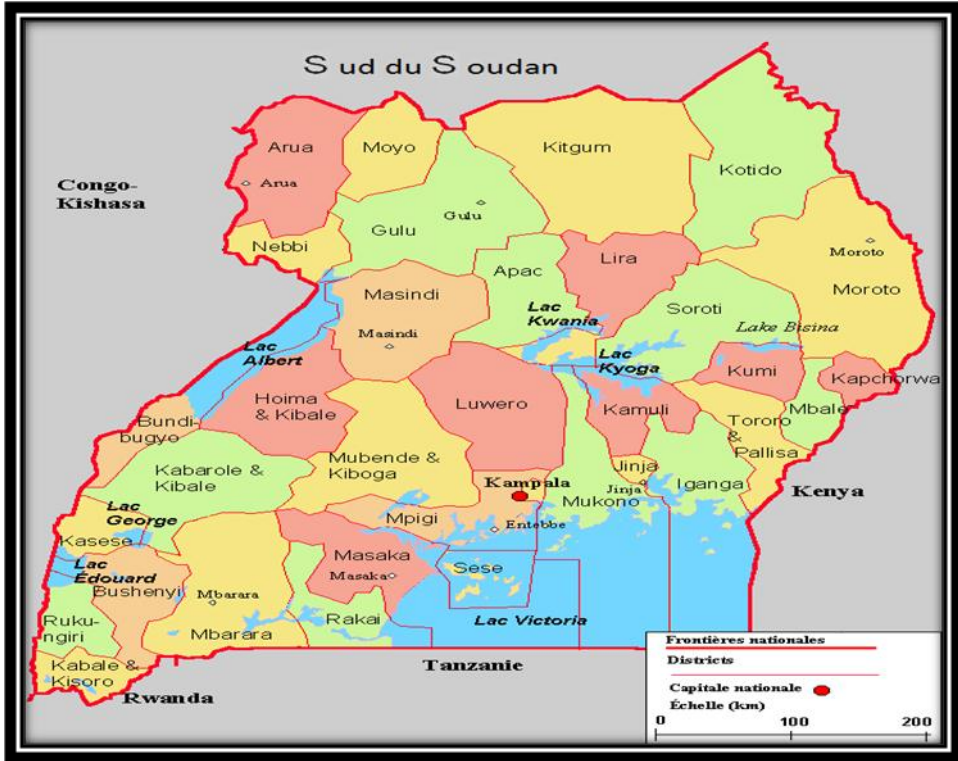 S ud du S oudan
Arua
Moyo
Kitgum
Kotido
Congo-
Kishasa
Arua
Gulu
Gulu
Nebbi
Moroto
Moroto
Apac
Lira
Masindi
Masindi
Soroti
Lac
Kwania
Lake Bisina
Lac
Albert
Lac
Kyoga
Kumi
Kapchorwa
Hoima
& Kibale
Luwero
Kamuli
Mbale
Bundi-
bugyo
Tororo
&
Pallisa
Mubende &
Kiboga
Kabarole &
Kibale
Jinja
Jinja
Iganga
Kampala
Mukono
Kenya
Lac
George
Mpigi
Entebbe
Kasese
Masaka
Masaka
Sese
Lac
Édouard
Bushenyi
Mbarara
Mbarara
Ruku-
ngiri
Rakai
Lac Victoria
Kabale &
Kisoro
Tanzanie
Rwanda
Frontières nationales
Districts
Capitale nationale
Échelle (km)
0 100 200